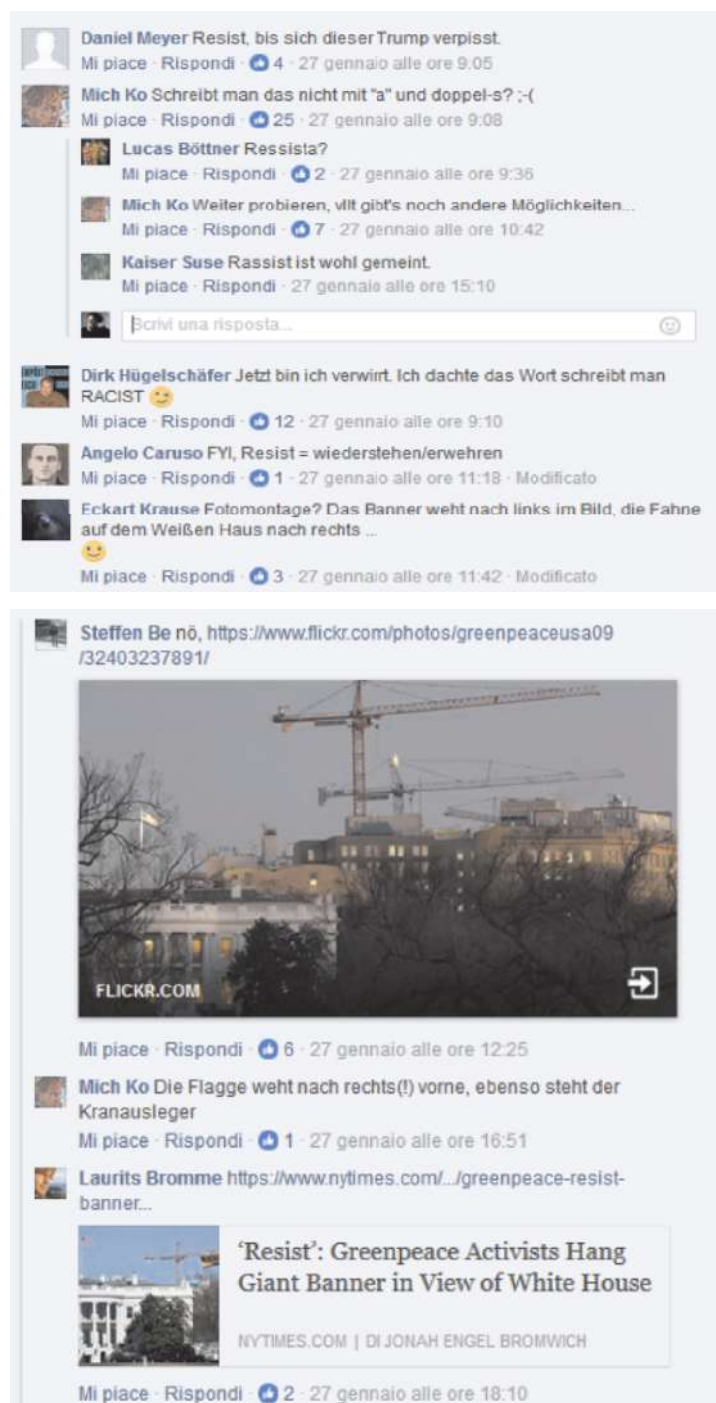 Daniel Meyer Resist, bis sich dieser Trump verpisst.
Mi piace · Rispondi · 4 · 27 gennaio alle ore 9:05
Mich Ko Schreibt man das nicht mit "a" und doppel-s? ;-(
Mi piace · Rispondi · 25 · 27 gennaio alle ore 9:08
Lucas Böttner Ressista?
Mi piace · Rispondi · 2 · 27 gennaio alle ore 9:36
Mich Ko Weiter probieren, vllt gibt's noch andere Möglichkeiten...
Mi piace · Rispondi · 7 · 27 gennaio alle ore 10:42
Kaiser Suse Rassist ist wohl gemeint.
Mi piace · Rispondi · 27 gennaio alle ore 15:10
Scrivi una risposta...
Dirk Hügelschäfer Jetzt bin ich verwirrt. Ich dachte das Wort schreibt man
RACIST 😉
Mi piace · Rispondi · 12 · 27 gennaio alle ore 9:10
Angelo Caruso FYI, Resist = wiederstehen/erwehren
Mi piace · Rispondi · 1 · 27 gennaio alle ore 11:18 · Modificato
Eckart Krause Fotomontage? Das Banner weht nach links im Bild, die Fahne
auf dem Weißen Haus nach rechts ...
🙂
Mi piace · Rispondi · 3 · 27 gennaio alle ore 11:42 · Modificato
Steffen Be nö, https://www.flickr.com/photos/greenpeaceusa09
/32403237891/
FLICKR.COM
Mi piace · Rispondi · 6 · 27 gennaio alle ore 12:25
Mich Ko Die Flagge weht nach rechts(!) vorne, ebenso steht der
Kranausleger
Mi piace · Rispondi · 1 · 27 gennaio alle ore 16:51
Laurits Bromme https://www.nytimes.com/.../greenpeace-resist-
banner...
‘Resist’: Greenpeace Activists Hang
Giant Banner in View of White House
NYTIMES.COM | DI JONAH ENGEL BROMWICH
Mi piace · Rispondi · 2 · 27 gennaio alle ore 18:10